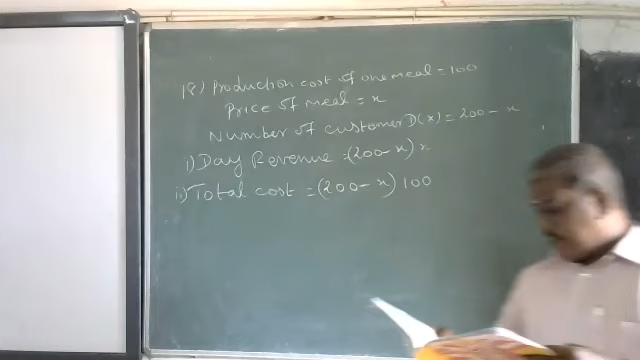 18) Production cost of one meal = 100
Price of meal = x
Number of customer D(x) = 200 - x
i) Day Revenue = (200 - x) x
ii) Total cost = (200 - x) 100